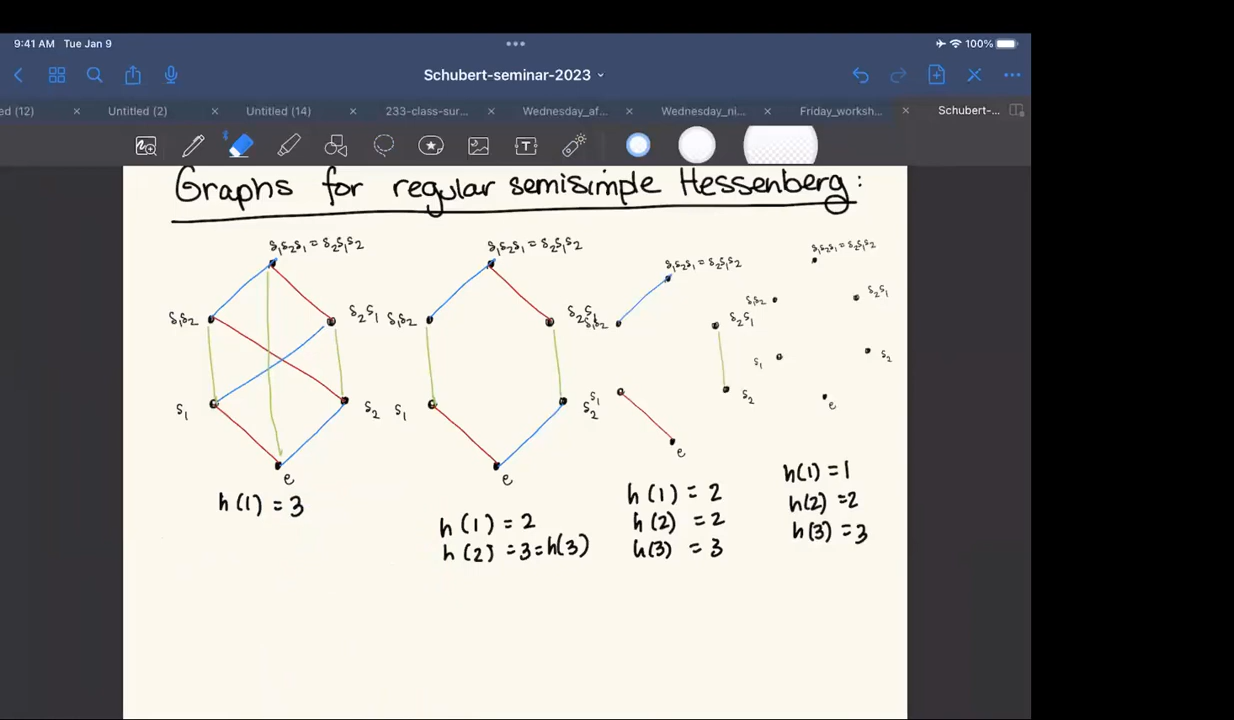 9:41 AM Tue Jan 9
100%
Schubert-seminar-2023
ed (12)
Untitled (2)
Untitled (14)
233-class-sur...
Wednesday_af...
Wednesday_ni...
Friday_worksh...
Schubert-...
Graphs for regular semisimple Hessenberg:
s₁s₂s₁ = s₂s₁s₂
s₁s₂
s₂s₁
s₁
s₂
e
h(1) = 3
s₁s₂s₁ = s₂s₁s₂
s₁s₂
s₂s₁
s₁
s₂
e
h(1) = 2
h(2) = 3 = h(3)
s₁s₂s₁ = s₂s₁s₂
s₁s₂
s₂s₁
s₁
s₂
e
h(1) = 2
h(2) = 2
h(3) = 3
s₁s₂s₁ = s₂s₁s₂
s₁s₂
s₂s₁
s₁
s₂
e
h(1) = 1
h(2) = 2
h(3) = 3